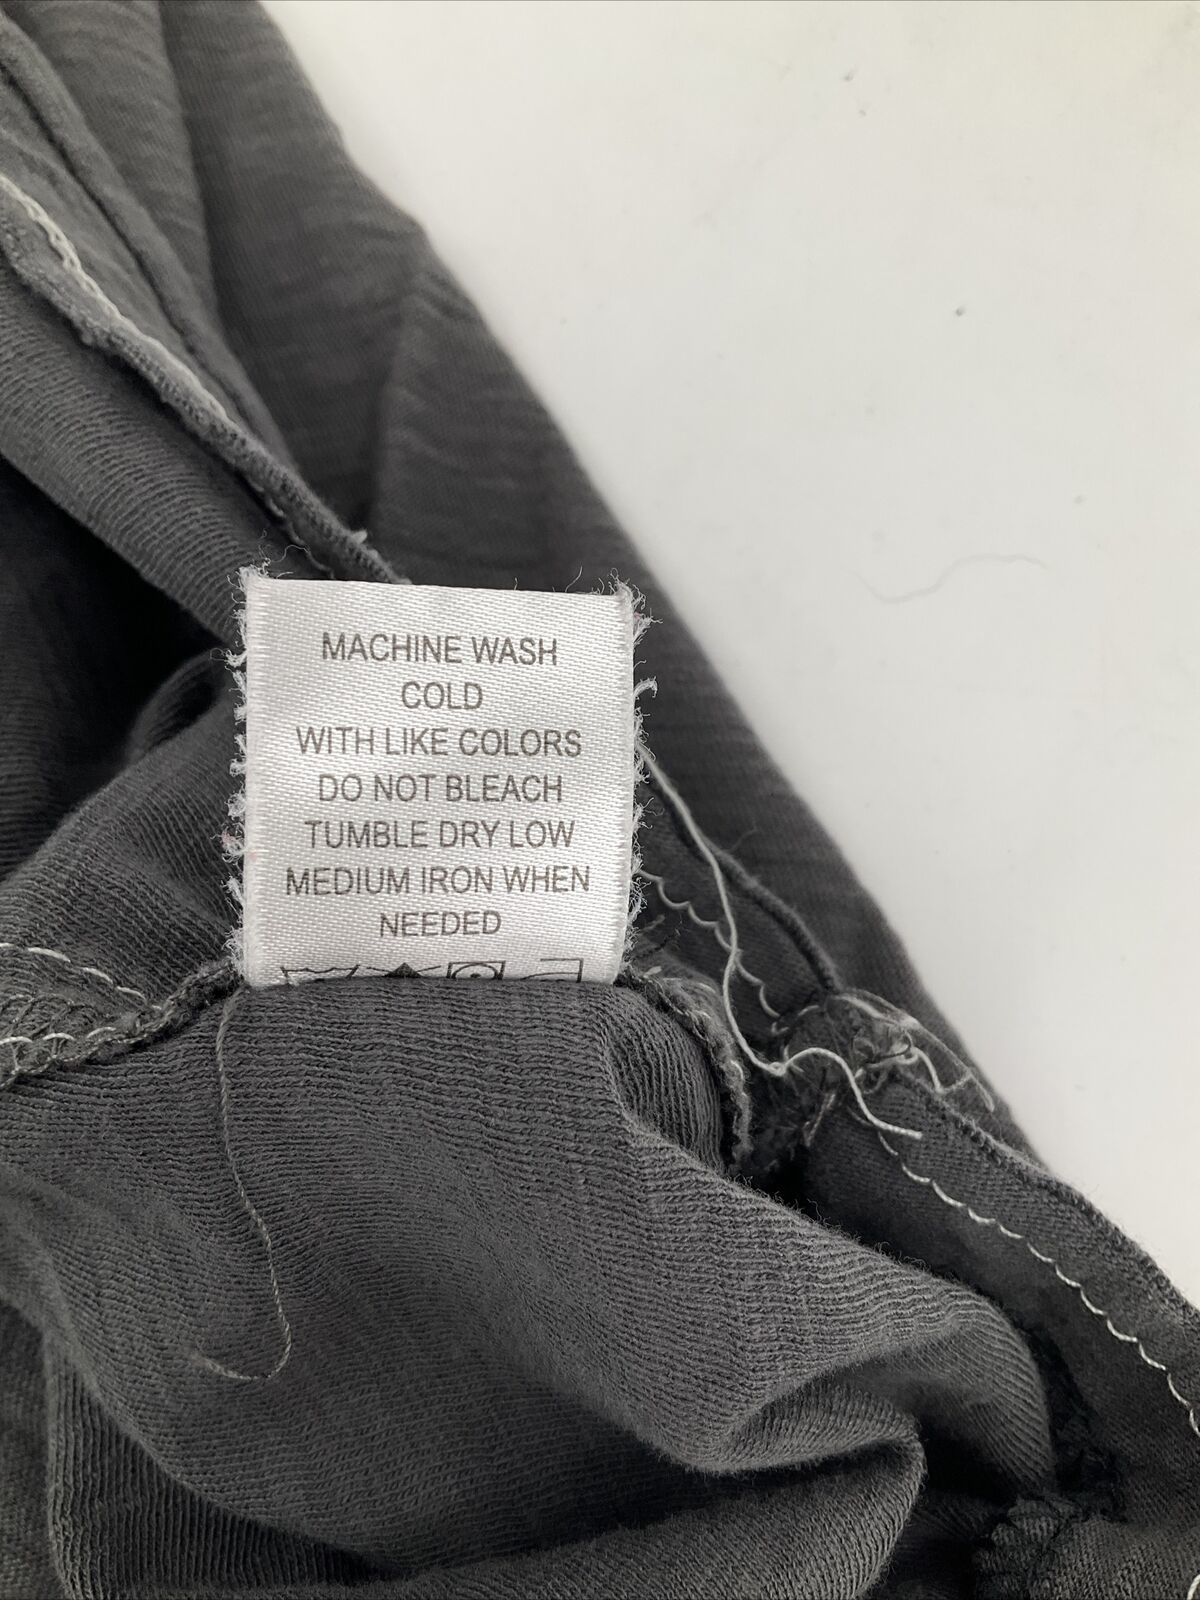 MACHINE WASH
COLD
WITH LIKE COLORS
DO NOT BLEACH
TUMBLE DRY LOW
MEDIUM IRON WHEN
NEEDED